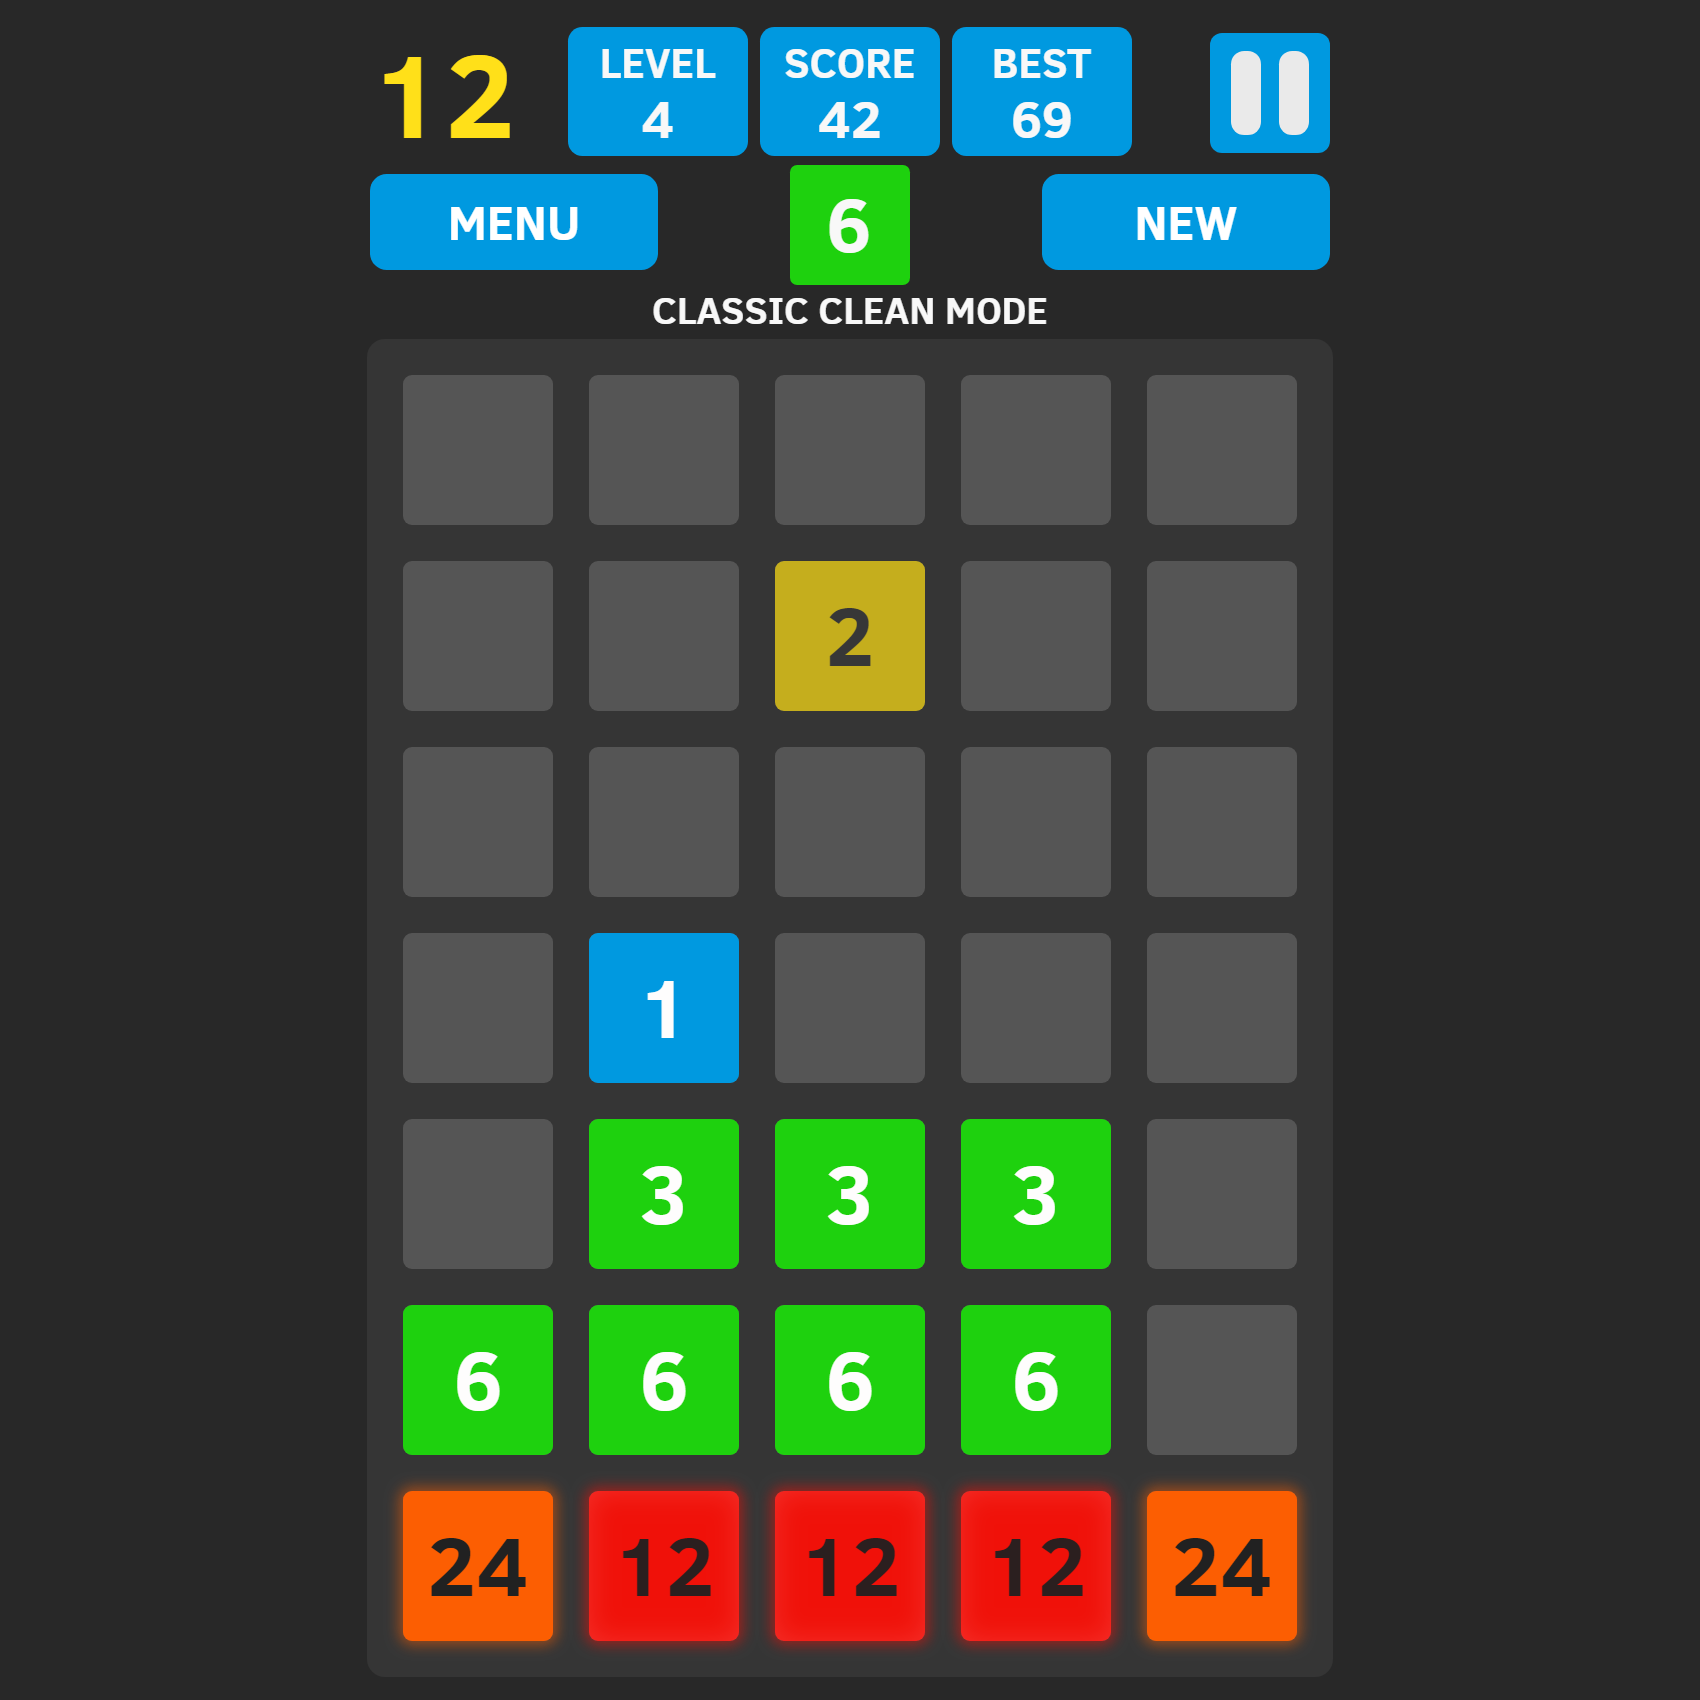 12 LEVEL SCORE BEST
4 42 69
MENU 6 NEW
CLASSIC CLEAN MODE
2
1
3 3 3
6 6 6 6
24 12 12 12 24